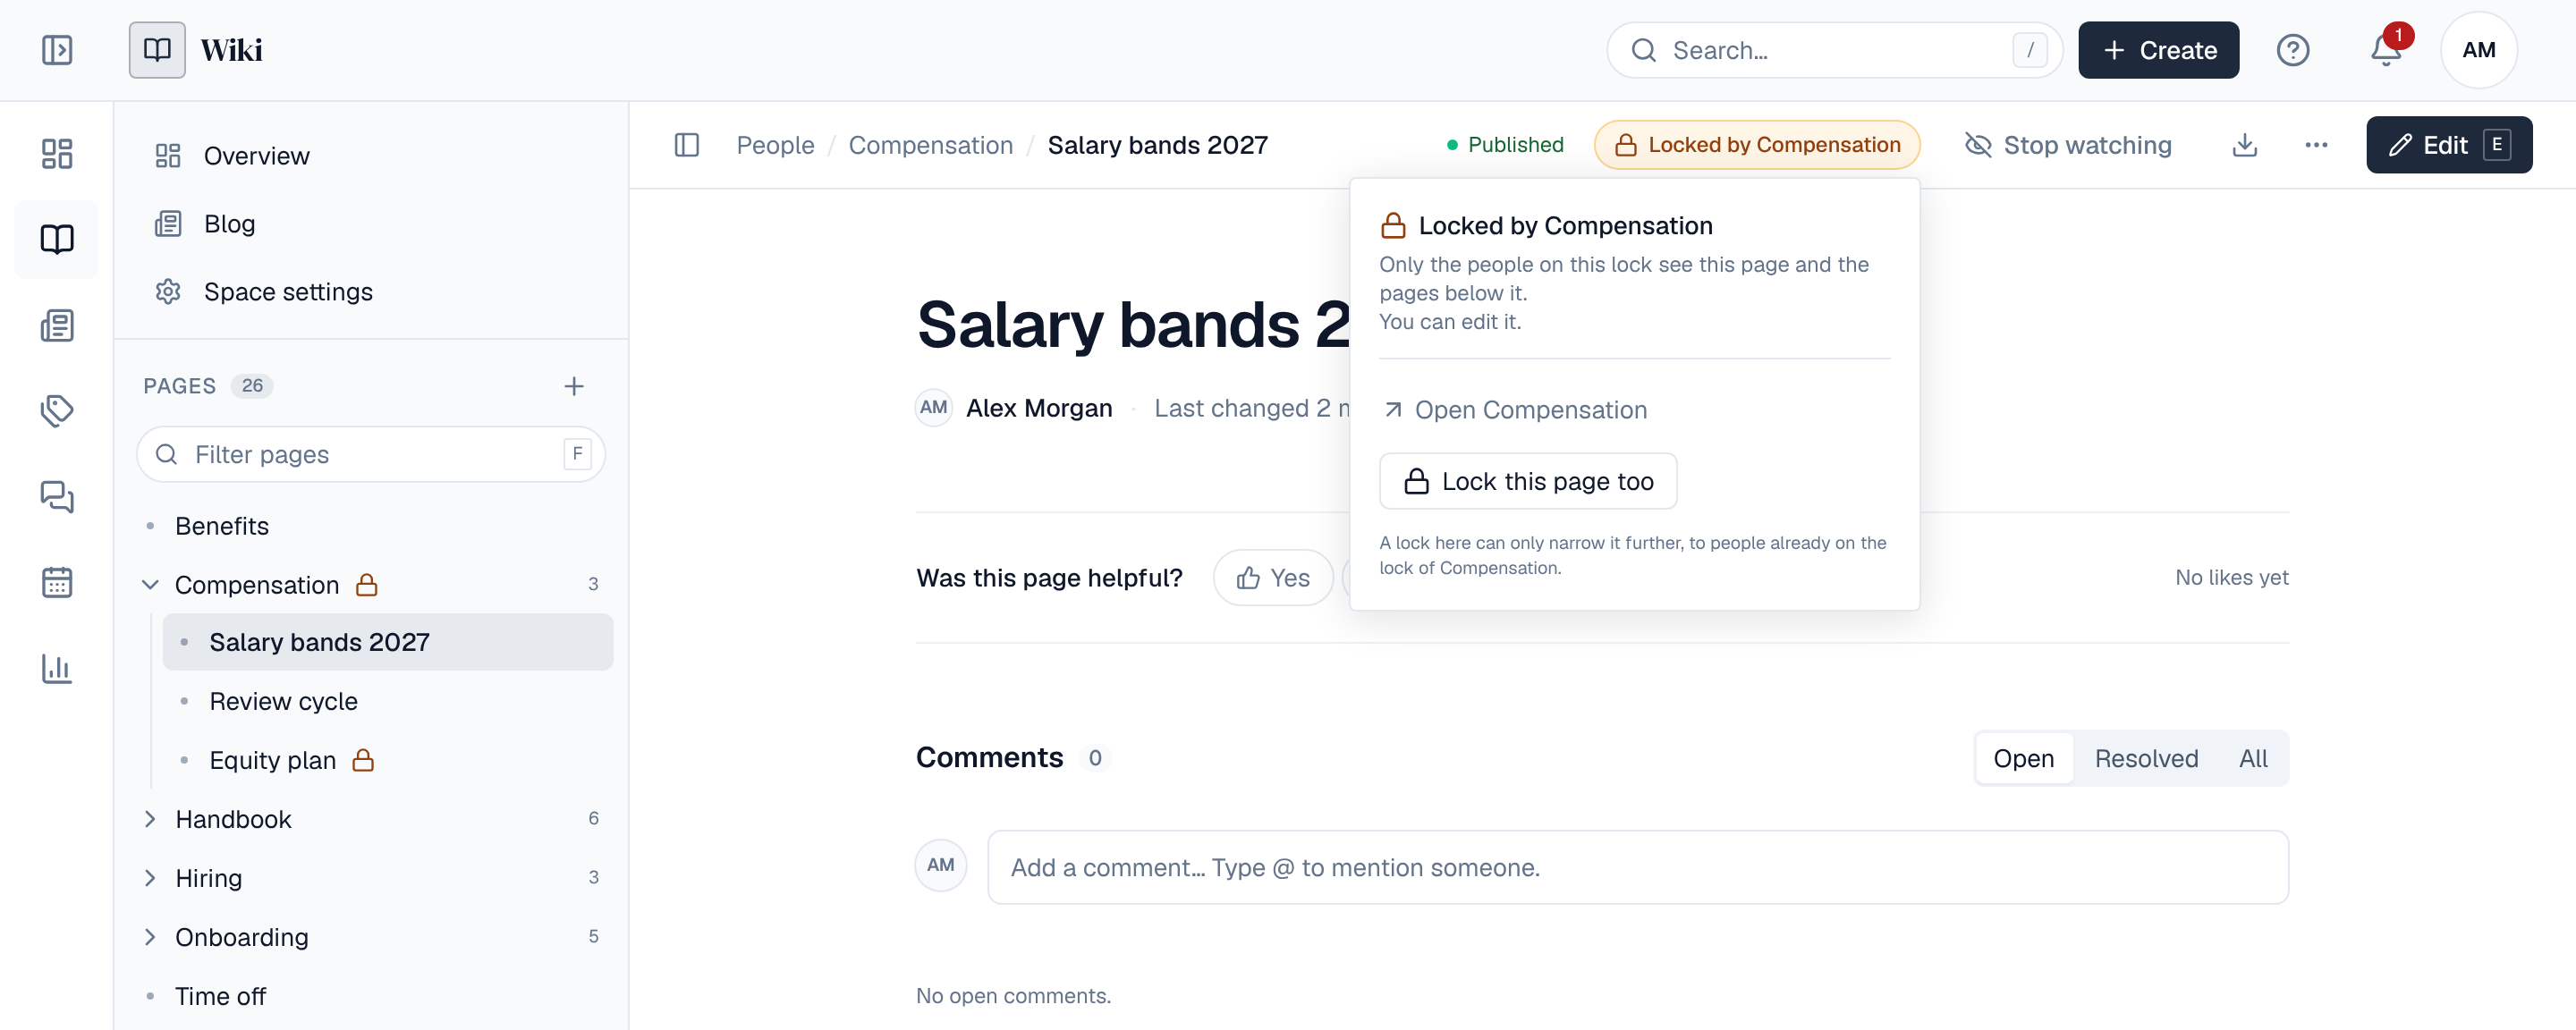 Wiki
Search...
/
+ Create
1
AM
Overview
Blog
Space settings
PAGES 26
Filter pages
F
Benefits
Compensation 3
Salary bands 2027
Review cycle
Equity plan
Handbook 6
Hiring 3
Onboarding 5
Time off
People / Compensation / Salary bands 2027
Published
Locked by Compensation
Stop watching
Edit E
Salary bands 2
AM Alex Morgan · Last changed 2
Locked by Compensation
Only the people on this lock see this page and the
pages below it.
You can edit it.
Open Compensation
Lock this page too
A lock here can only narrow it further, to people already on the
lock of Compensation.
Was this page helpful?
Yes
No likes yet
Comments 0
Open Resolved All
AM
Add a comment... Type @ to mention someone.
No open comments.